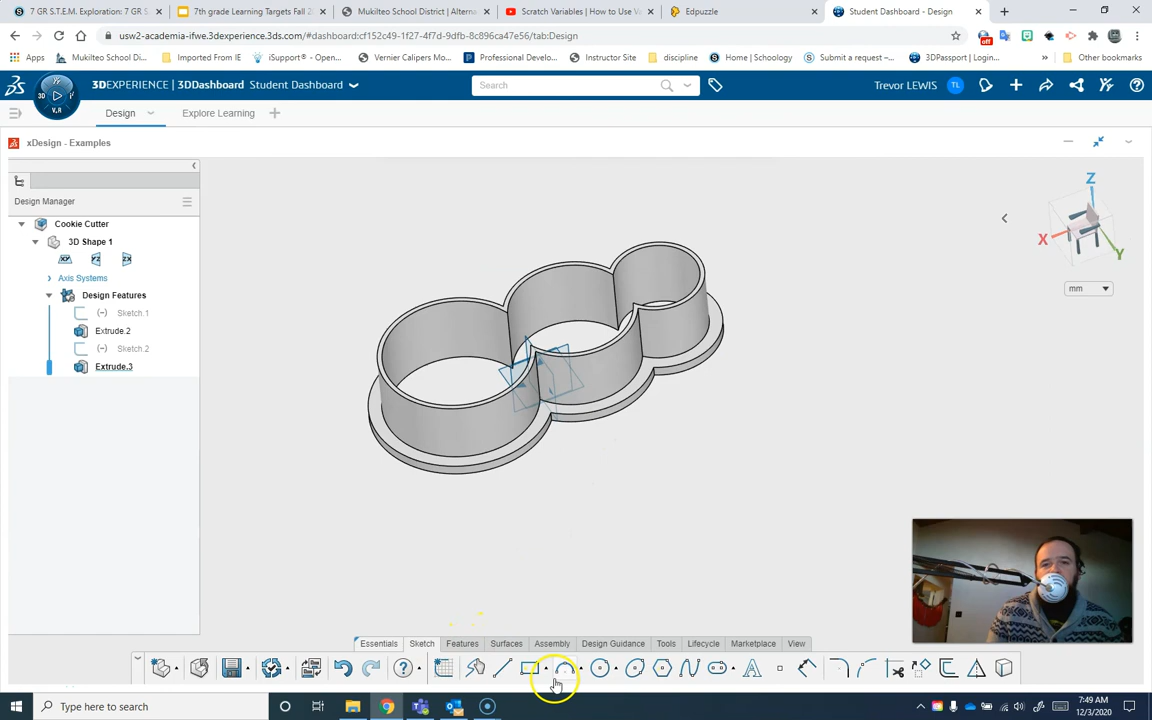 7 GR S.T.E.M. Exploration: 7 GR S
7th grade Learning Targets Fall 2
Mukilteo School District | Alterna
Scratch Variables | How to Use V
Edpuzzle
Student Dashboard - Design
usw2-academia-ifwe.3dexperience.3ds.com/#dashboard:cf152c49-1f27-4f7d-9dfb-8c896ca47e56/tab:Design
Apps
Mukilteo School Di...
Imported From IE
iSupport® - Open...
Vernier Calipers Mo...
Professional Develo...
Instructor Site
discipline
Home | Schoology
Submit a request –...
3DPassport | Login...
»
Other bookmarks
3DEXPERIENCE | 3DDashboard Student Dashboard
Search
Trevor LEWIS
TL
3D
V,R
Design
Explore Learning
xDesign - Examples
Design Manager
Cookie Cutter
3D Shape 1
XY
YZ
ZX
Axis Systems
Design Features
(-) Sketch.1
Extrude.2
(-) Sketch.2
Extrude.3
Z
X
Y
mm
Essentials
Sketch
Features
Surfaces
Assembly
Design Guidance
Tools
Lifecycle
Marketplace
View
Type here to search
7:49 AM
12/3/2020